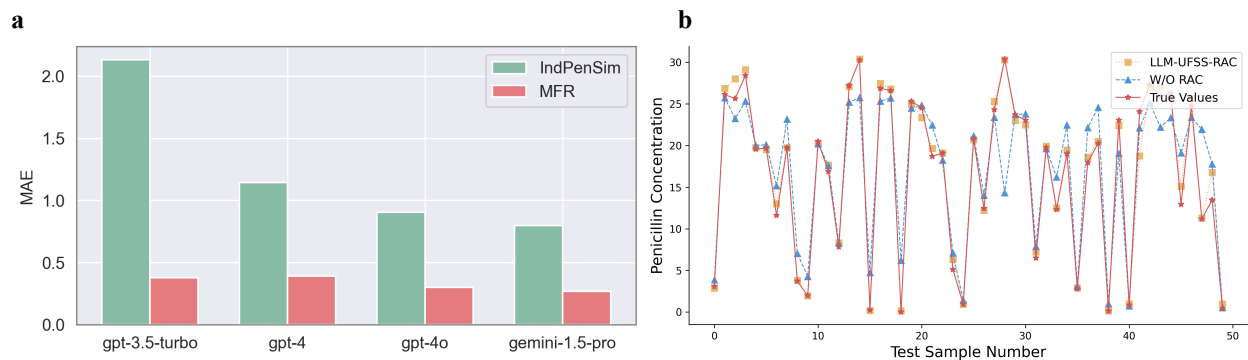 a
2.0
1.5
1.0
0.5
0.0
MAE
IndPenSim
MFR
gpt-3.5-turbo gpt-4 gpt-4o gemini-1.5-pro
b
30
25
20
15
10
5
0
Penicillin Concentration
LLM-UFSS-RAC
W/O RAC
True Values
0 10 20 30 40 50
Test Sample Number